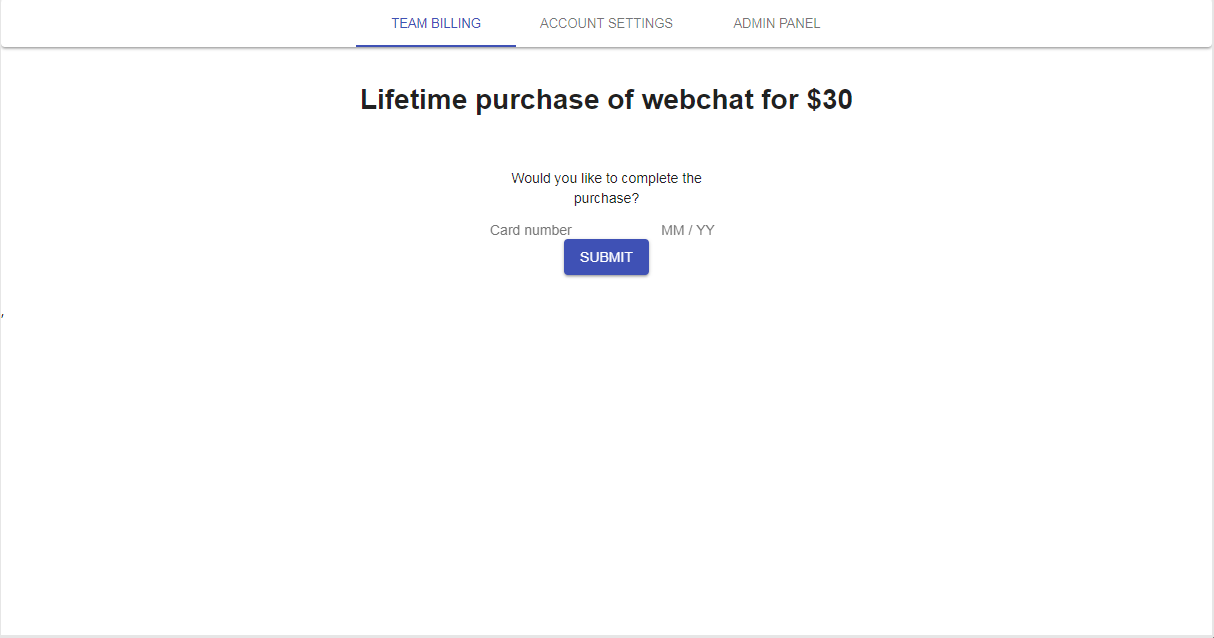 TEAM BILLING ACCOUNT SETTINGS ADMIN PANEL
Lifetime purchase of webchat for $30
Would you like to complete the
purchase?
Card number MM / YY
SUBMIT
,